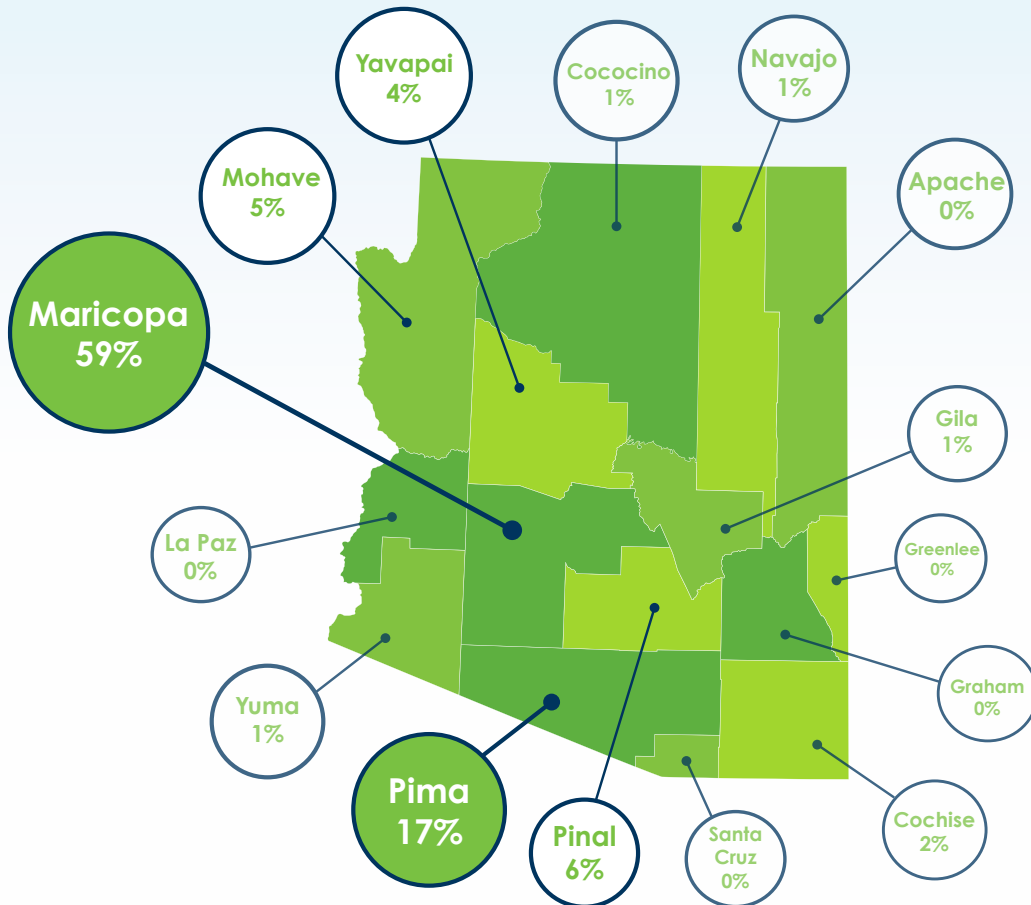 Yavapai
4%
Cococino
1%
Navajo
1%
Mohave
5%
Apache
0%
Maricopa
59%
Gila
1%
La Paz
0%
Greenlee
0%
Yuma
1%
Graham
0%
Pima
17%
Pinal
6%
Santa
Cruz
0%
Cochise
2%